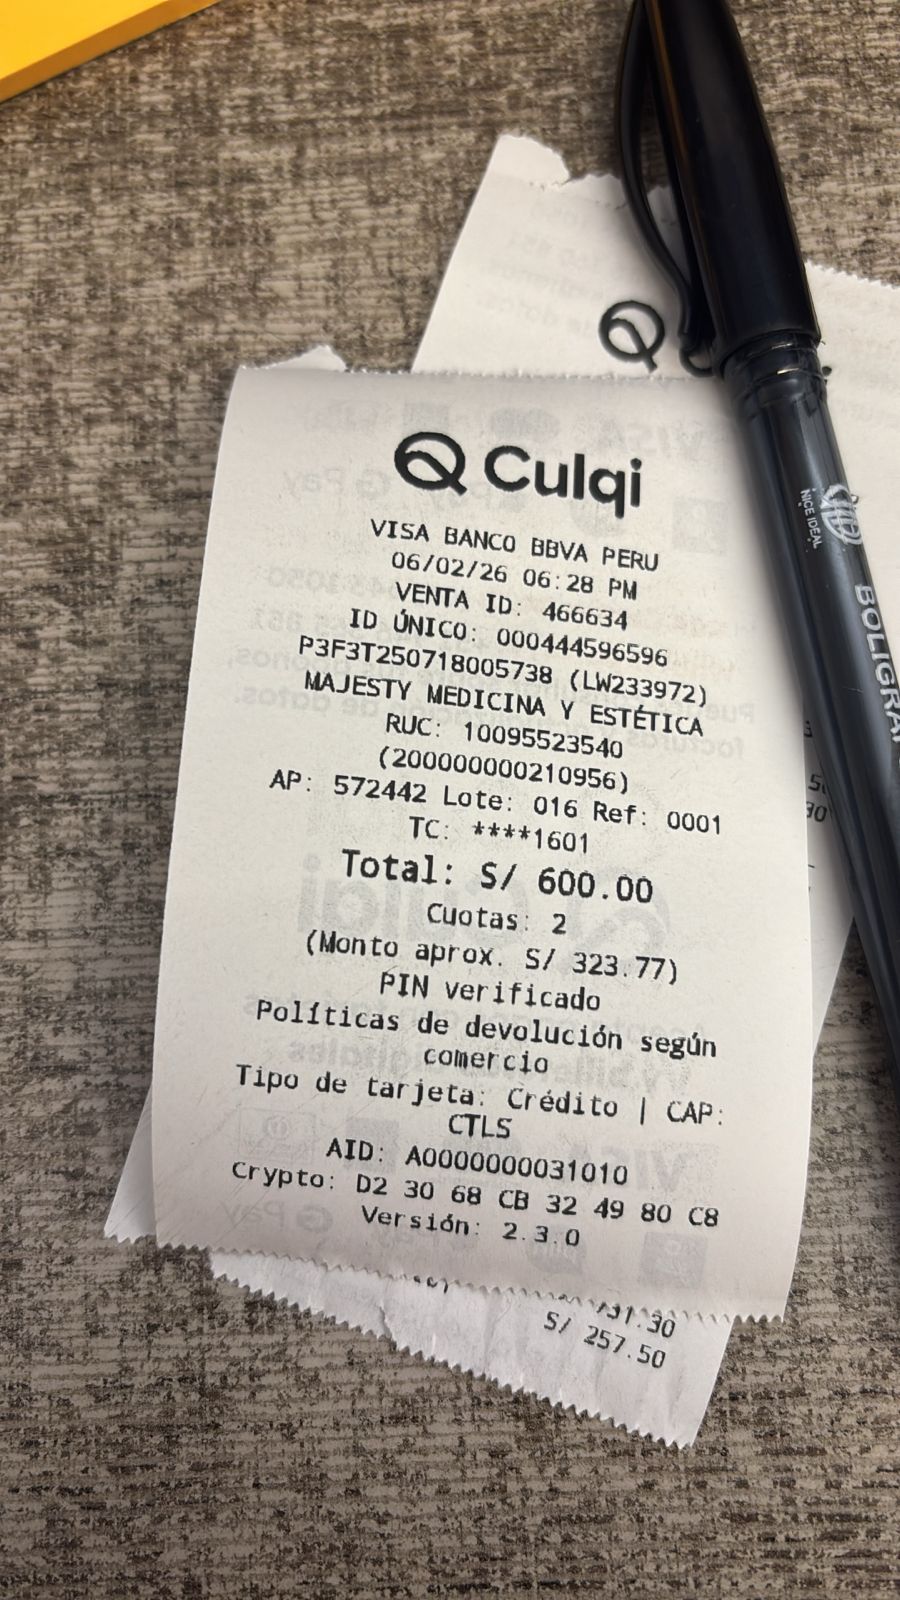 Culqi
VISA BANCO BBVA PERU
06/02/26 06:28 PM
VENTA ID: 466634
ID ÚNICO: 000444596596
P3F3T250718005738 (LW233972)
MAJESTY MEDICINA Y ESTÉTICA
RUC: 10095523540
(200000000210956)
AP: 572442 Lote: 016 Ref: 0001
TC: ****1601
Total: S/ 600.00
Cuotas: 2
(Monto aprox. S/ 323.77)
PIN verificado
Políticas de devolución según
comercio
Tipo de tarjeta: Crédito | CAP:
CTLS
AID: A0000000031010
Crypto: D2 30 68 CB 32 49 80 C8
Versión: 2.3.0
S/ 257.50
NICE IDEAL